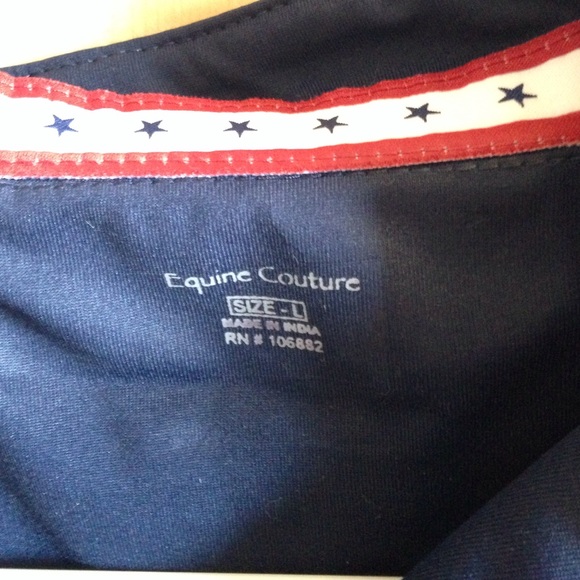 Equine Couture
SIZE - L
MADE IN INDIA
RN # 106882